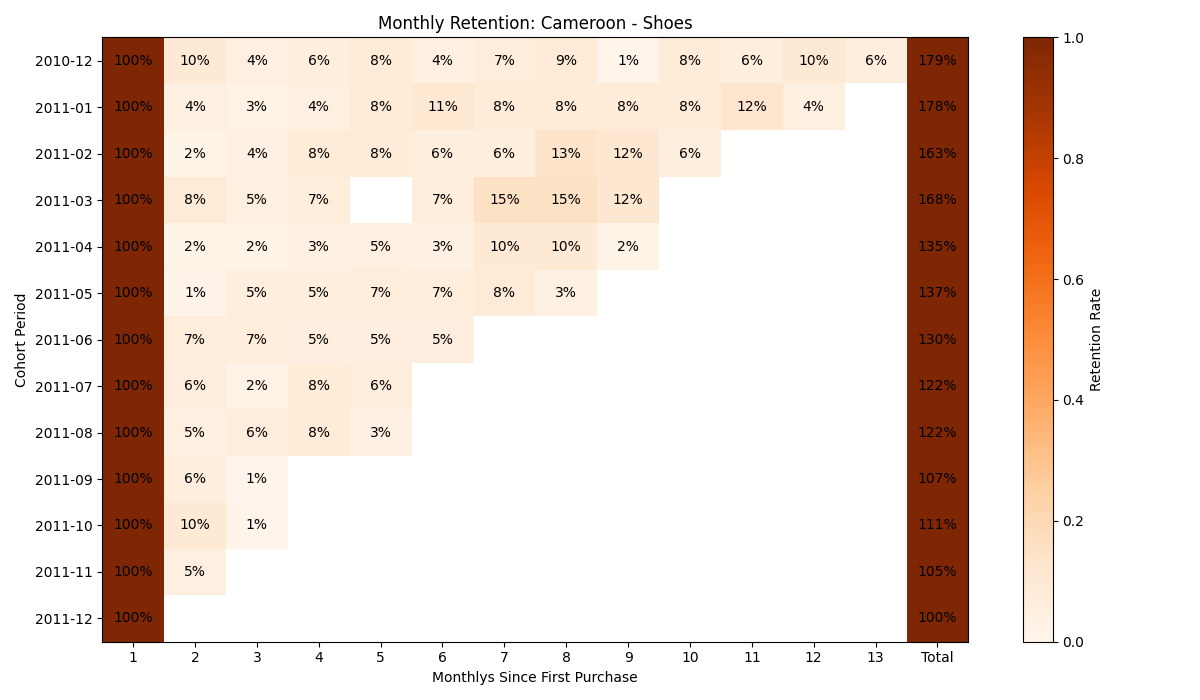 Monthly Retention: Cameroon - Shoes
2010-12 100% 10% 4% 6% 8% 4% 7% 9% 1% 8% 6% 10% 6% 179%
2011-01 100% 4% 3% 4% 8% 11% 8% 8% 8% 8% 12% 4% 178%
2011-02 100% 2% 4% 8% 8% 6% 6% 13% 12% 6% 163%
2011-03 100% 8% 5% 7% 7% 15% 15% 12% 168%
2011-04 100% 2% 2% 3% 5% 3% 10% 10% 2% 135%
2011-05 100% 1% 5% 5% 7% 7% 8% 3% 137%
2011-06 100% 7% 7% 5% 5% 5% 130%
2011-07 100% 6% 2% 8% 6% 122%
2011-08 100% 5% 6% 8% 3% 122%
2011-09 100% 6% 1% 107%
2011-10 100% 10% 1% 111%
2011-11 100% 5% 105%
2011-12 100% 100%
1 2 3 4 5 6 7 8 9 10 11 12 13 Total
Monthlys Since First Purchase
Cohort Period
1.0
0.8
0.6
0.4
0.2
0.0
Retention Rate